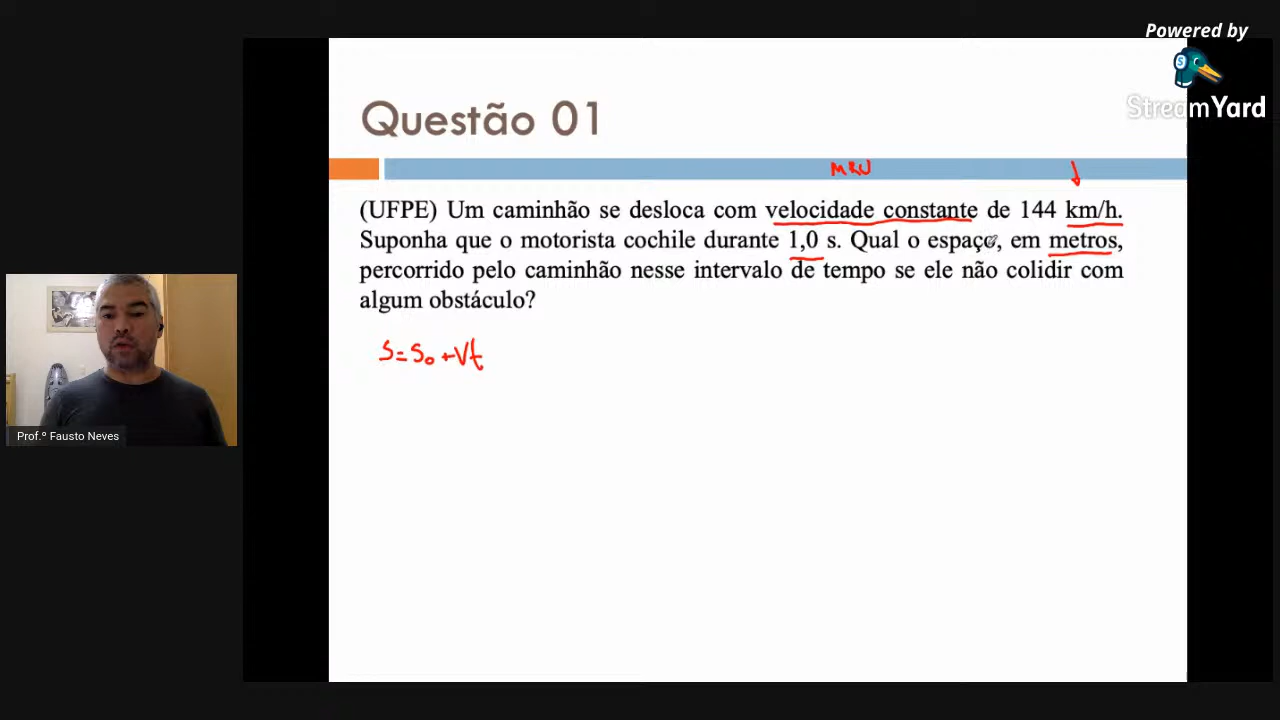 Powered by
StreamYard
Questão 01
MRU
(UFPE) Um caminhão se desloca com velocidade constante de 144 km/h.
Suponha que o motorista cochile durante 1,0 s. Qual o espaço, em metros,
percorrido pelo caminhão nesse intervalo de tempo se ele não colidir com
algum obstáculo?
S=S₀+Vt
Prof.º Fausto Neves